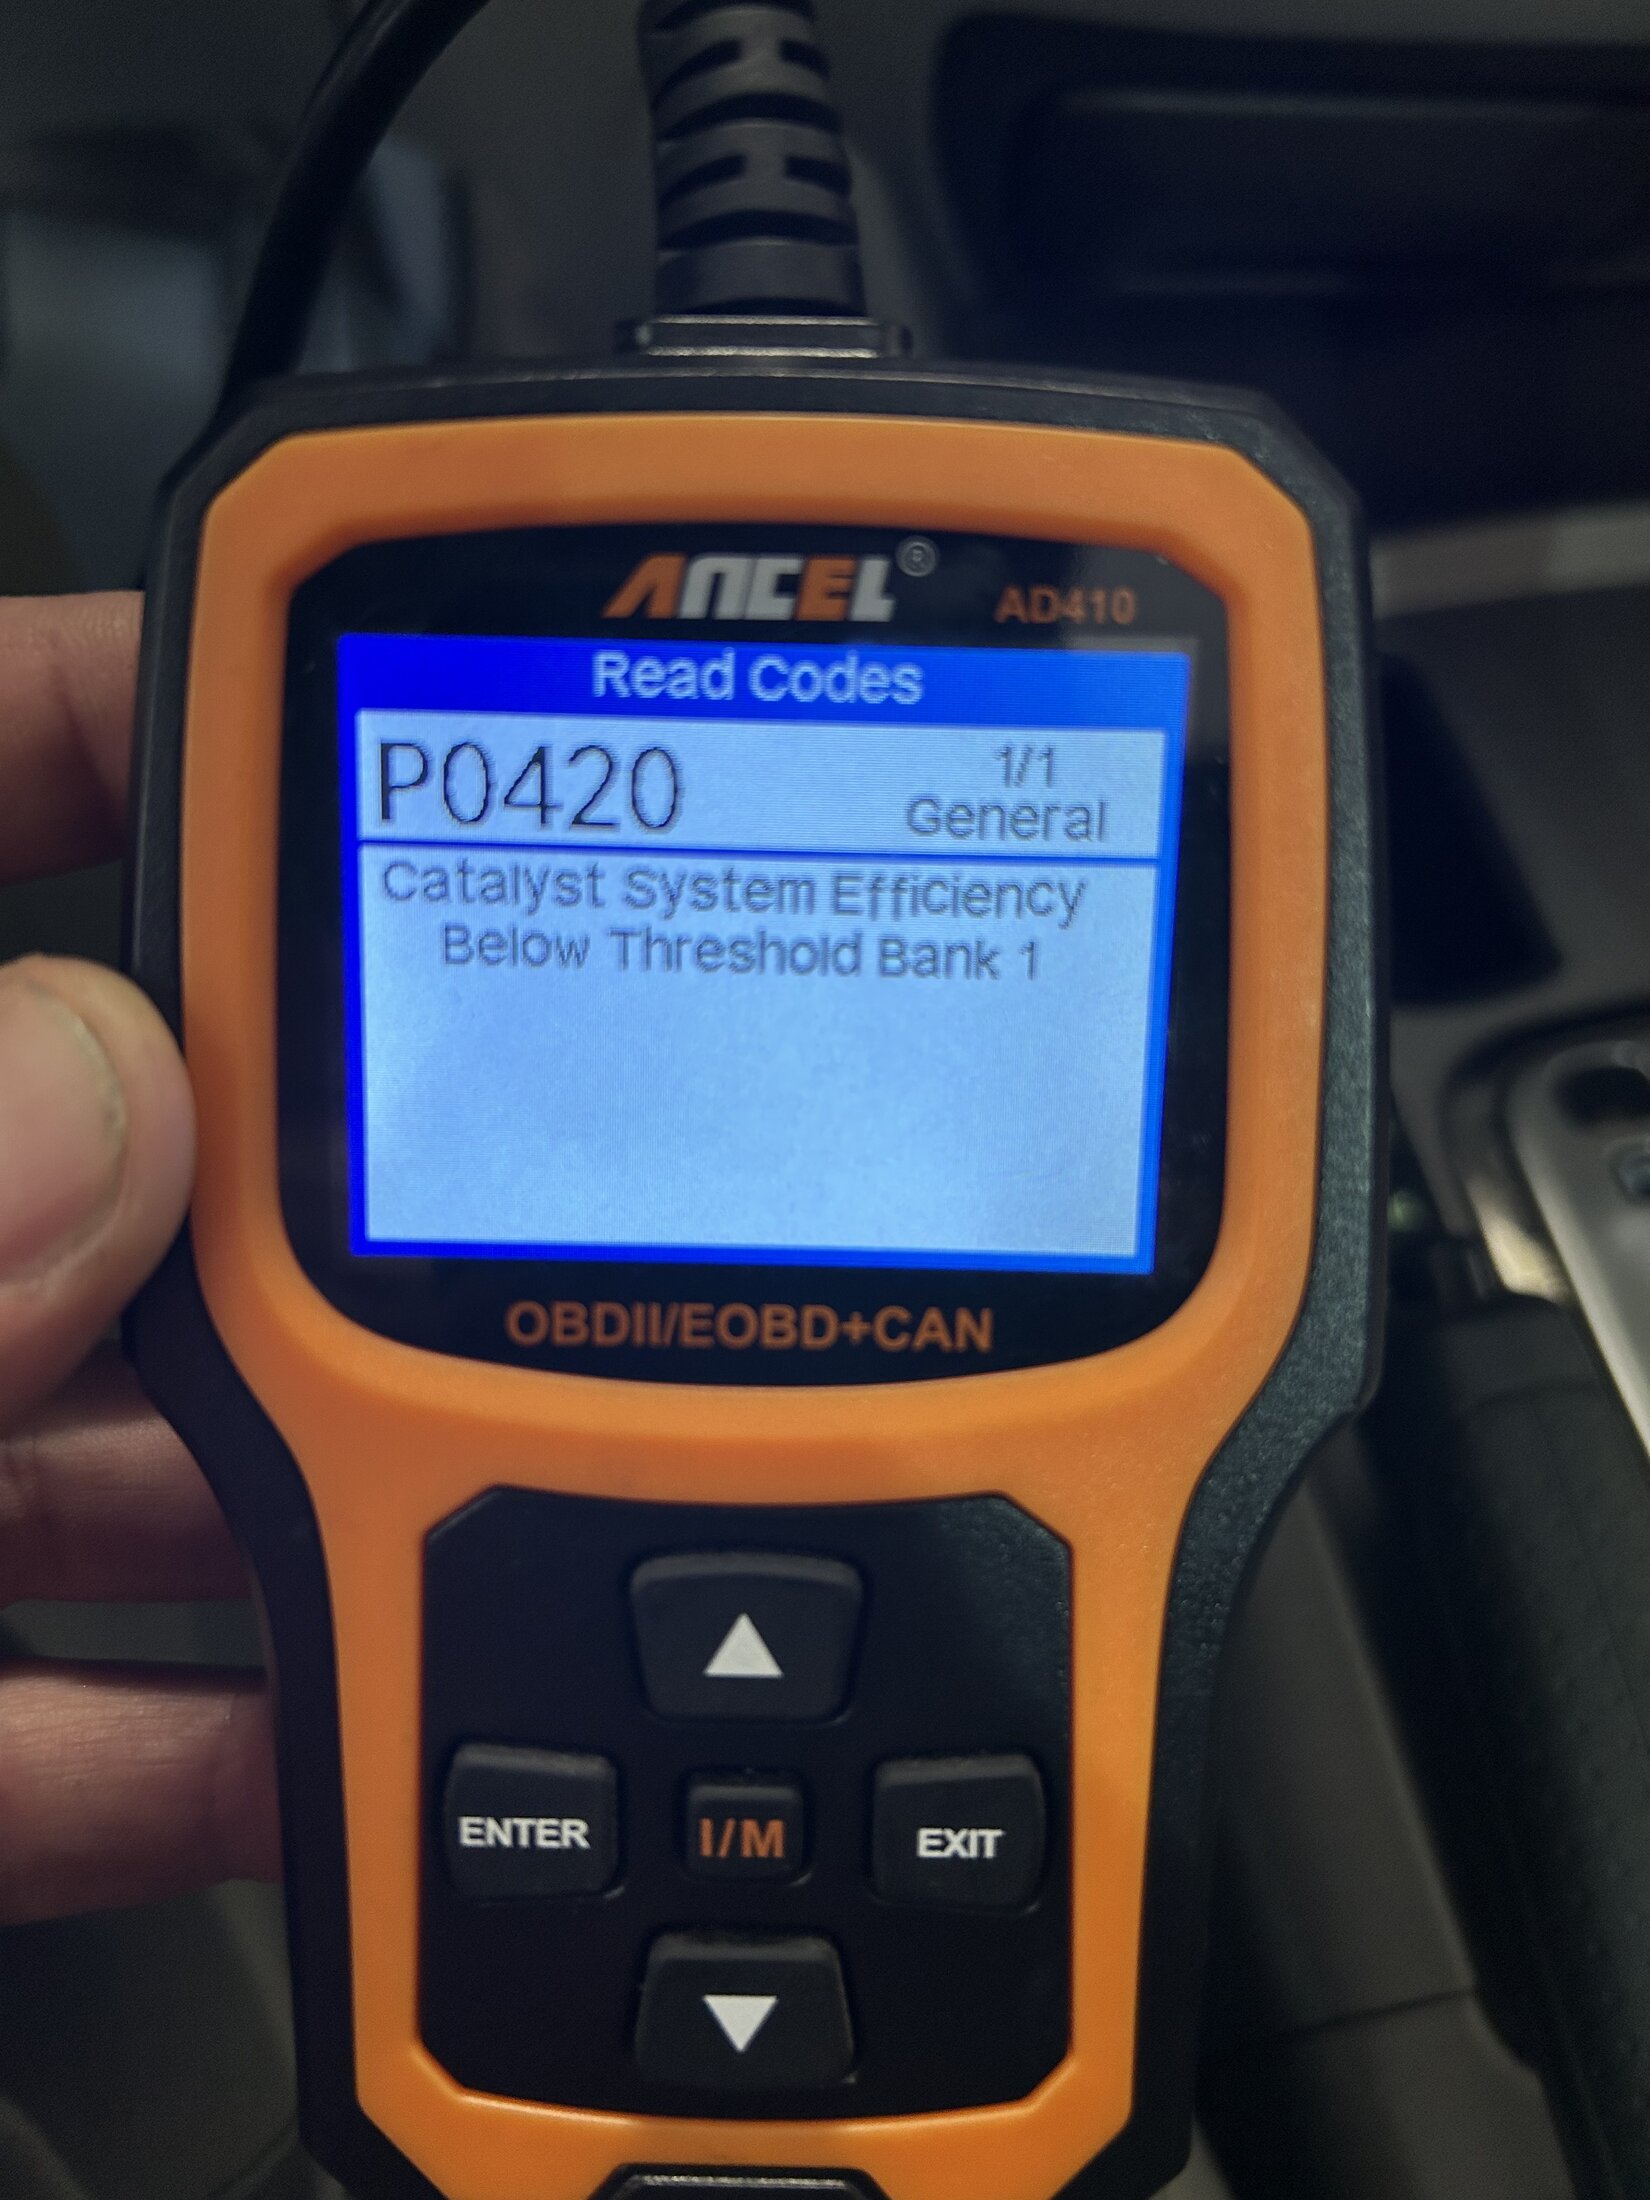 ANCEL®
AD410
Read Codes
P0420
1/1
General
Catalyst System Efficiency
Below Threshold Bank 1
OBDII/EOBD+CAN
ENTER
I/M
EXIT